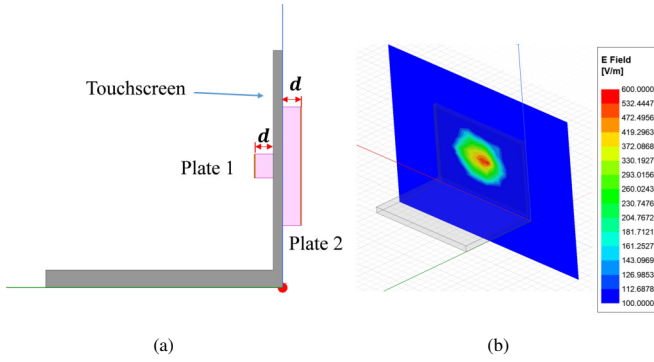 Touchscreen
d
d
Plate 1
Plate 2
(a)
E Field
[V/m]
600.0000
532.4447
472.4956
419.2963
372.0868
330.1927
293.0156
260.0243
230.7476
204.7672
181.7121
161.2527
143.0969
126.9853
112.6878
100.0000
(b)